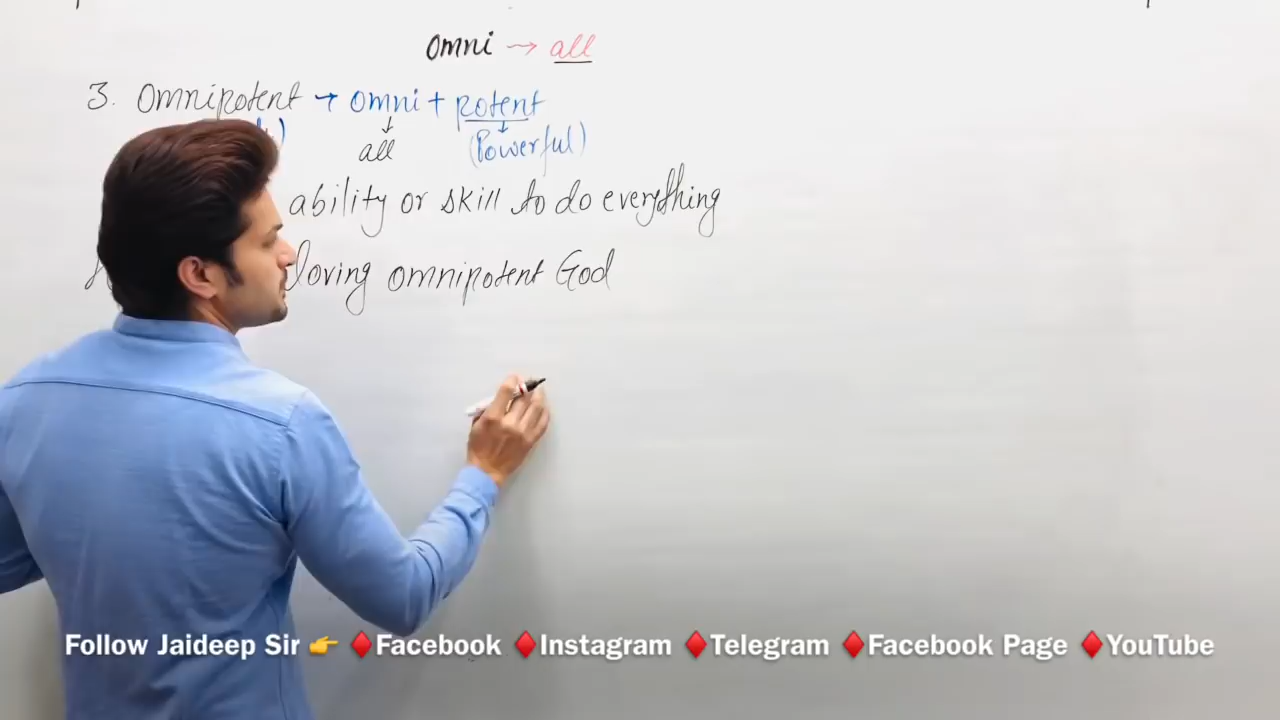 omni → all
3. Omnipotent → omni + potent
all (Powerful)
ability or skill to do everything
loving omnipotent God
Follow Jaideep Sir 👉 ♦Facebook ♦Instagram ♦Telegram ♦Facebook Page ♦YouTube